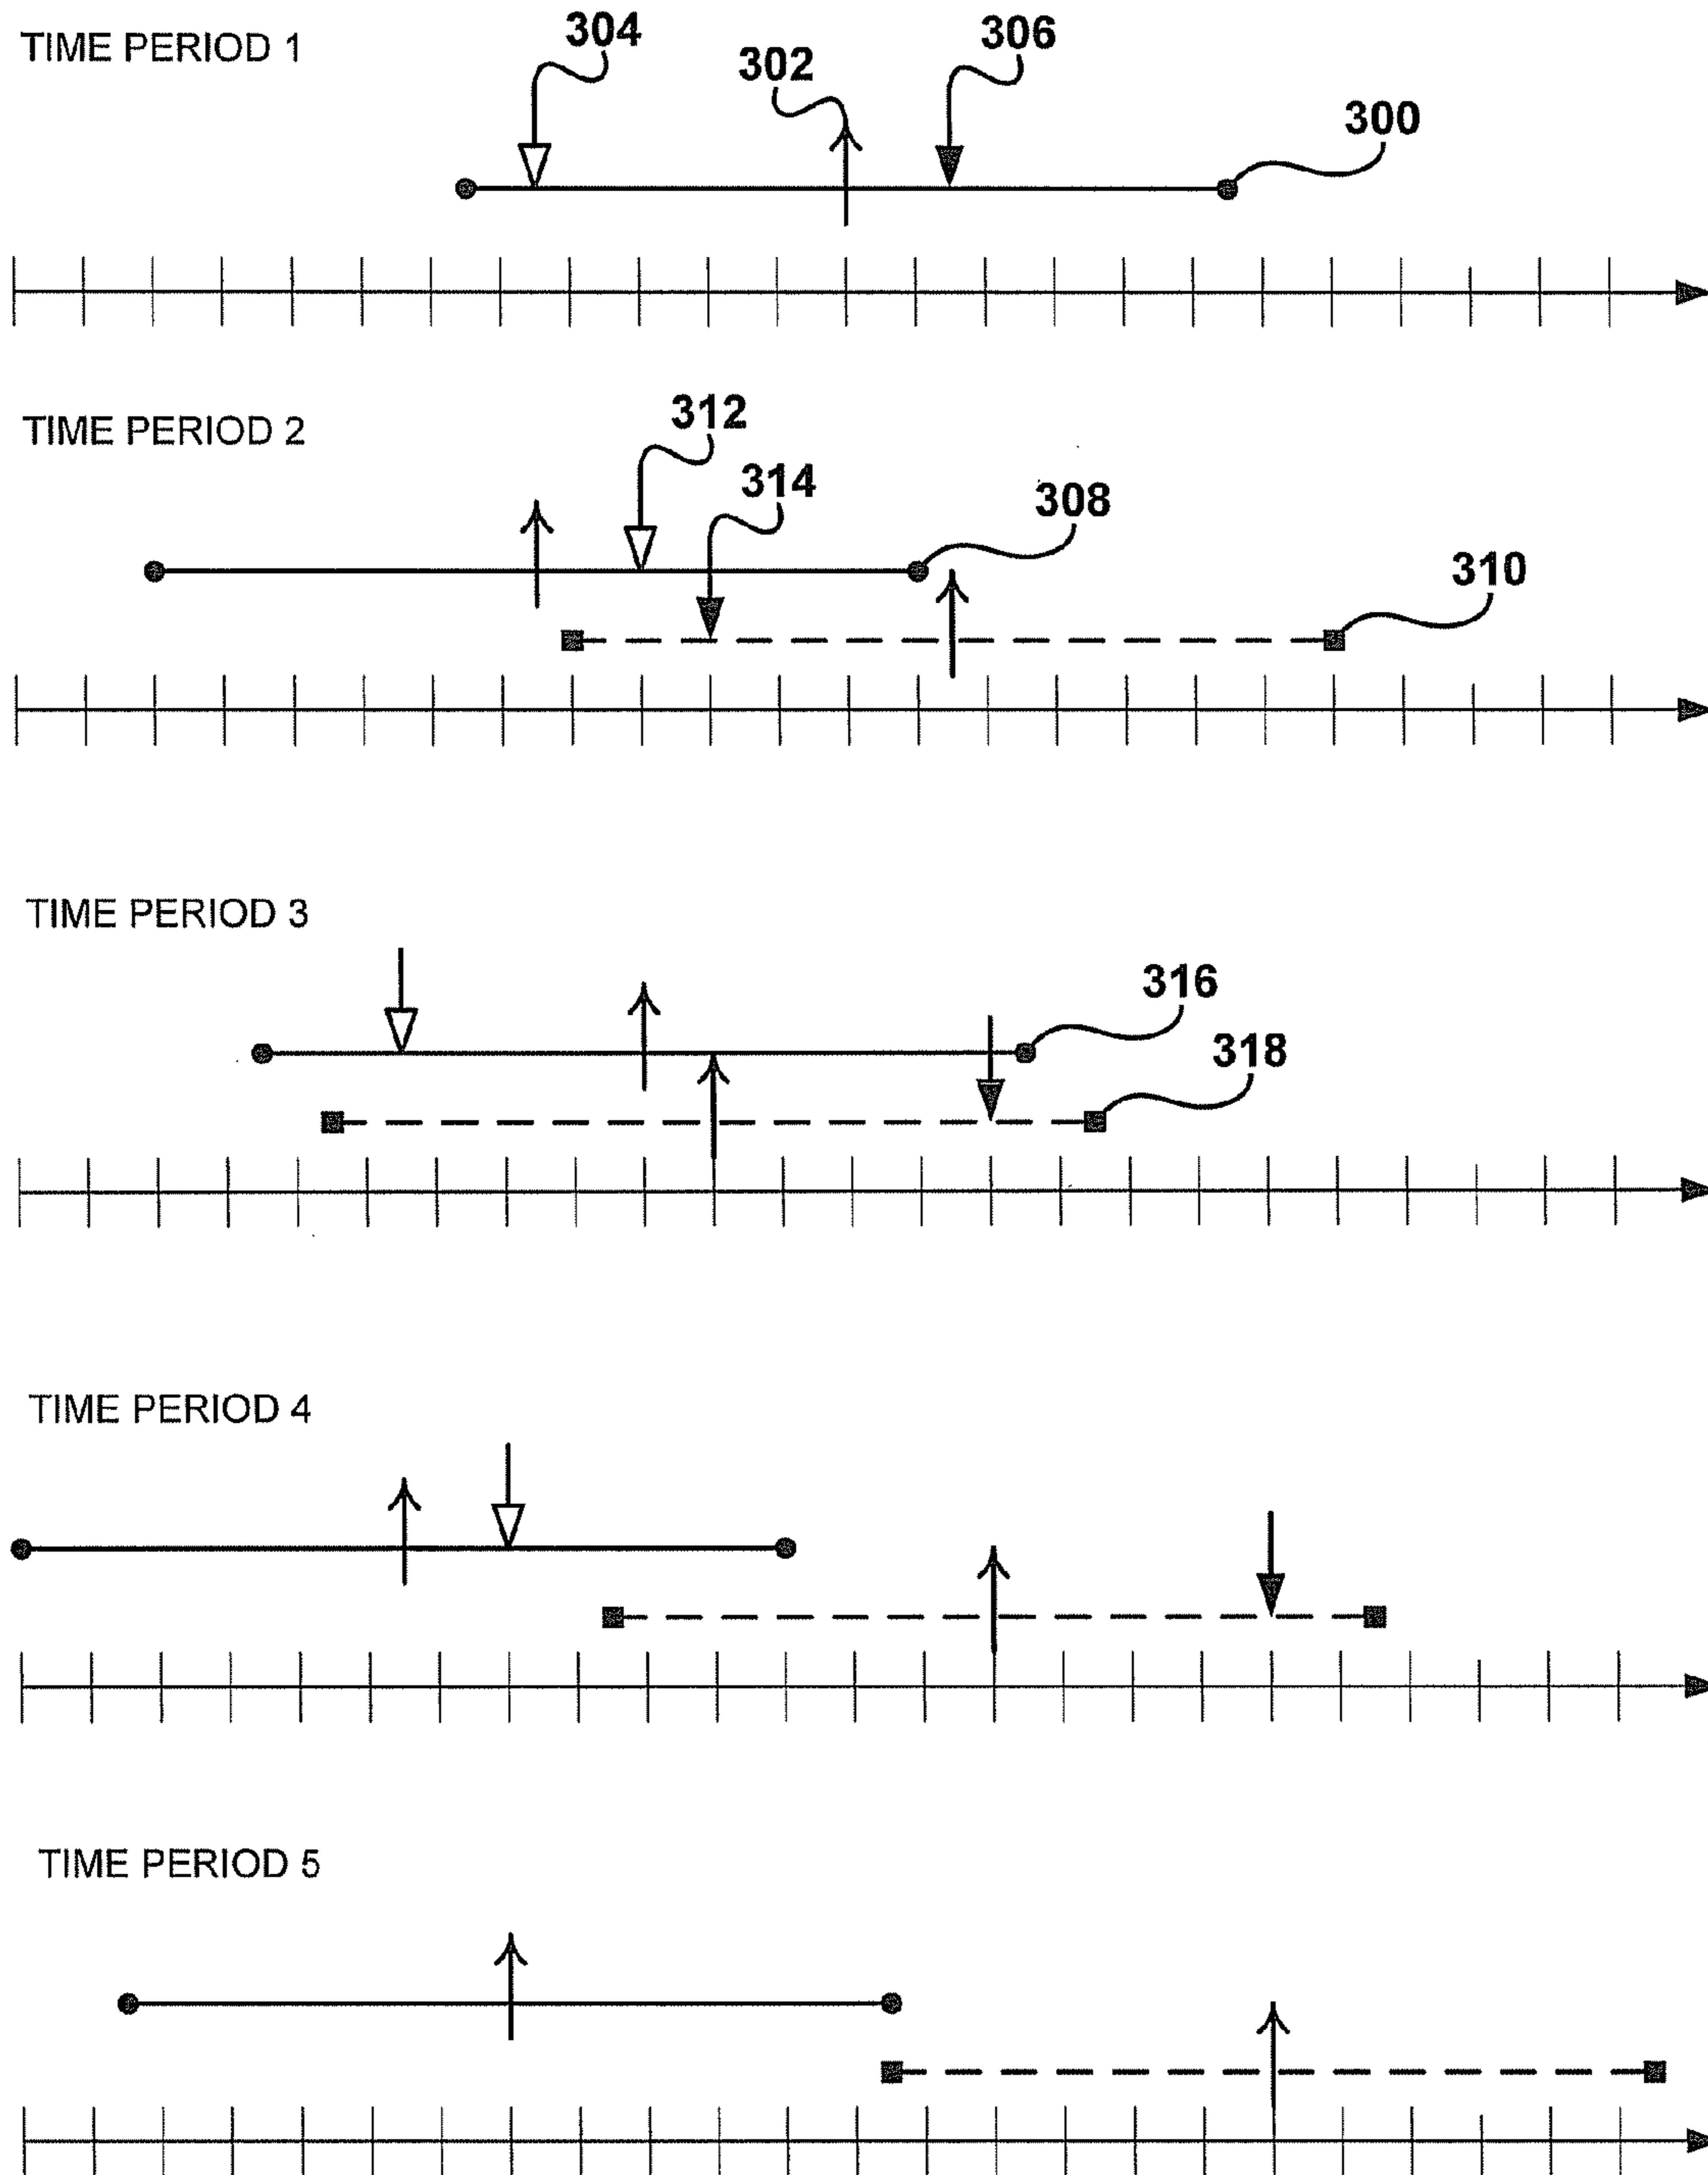 TIME PERIOD 1
304
302
306
300
TIME PERIOD 2
312
314
308
310
TIME PERIOD 3
316
318
TIME PERIOD 4
TIME PERIOD 5